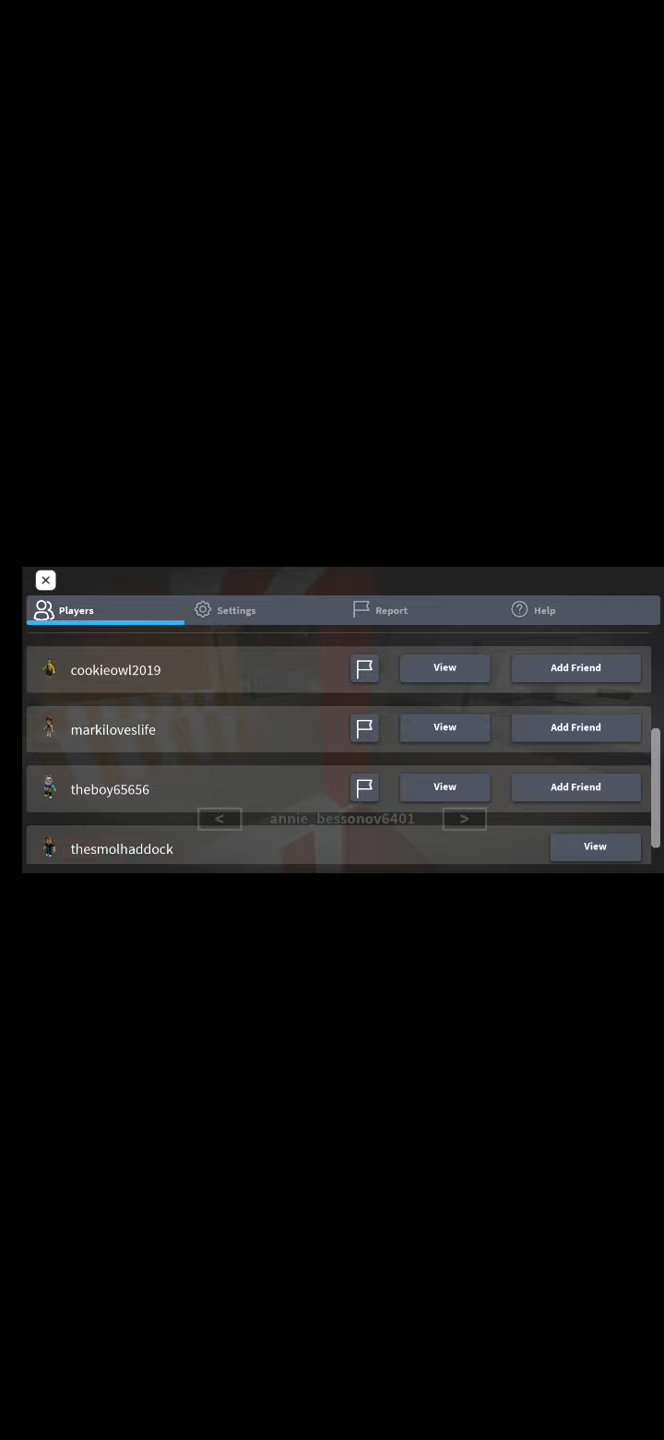 Players Settings Report Help
cookieowl2019 View Add Friend
markiloveslife View Add Friend
theboy65656 View Add Friend
< annie_bessonov6401 >
thesmolhaddock View